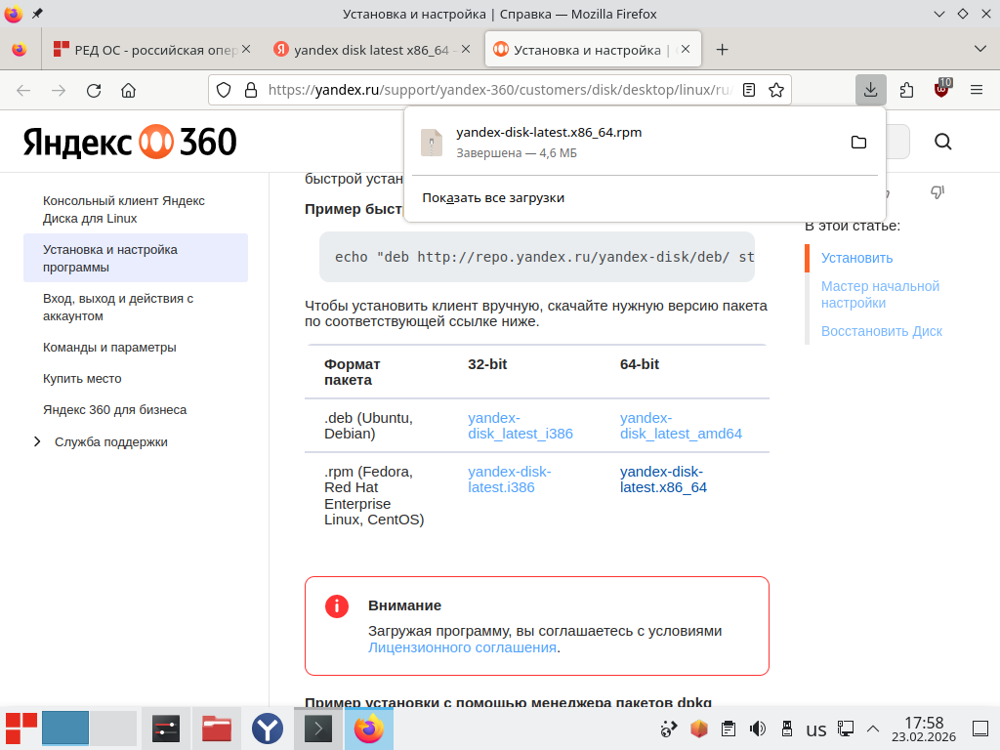 Установка и настройка | Справка — Mozilla Firefox
РЕД ОС - российская опер
yandex disk latest x86_64 -
Установка и настройка |
https://yandex.ru/support/yandex-360/customers/disk/desktop/linux/ru/
10
Яндекс 360
yandex-disk-latest.x86_64.rpm
Завершена — 4,6 МБ
Показать все загрузки
Консольный клиент Яндекс
Диска для Linux
Установка и настройка
программы
Вход, выход и действия с
аккаунтом
Команды и параметры
Купить место
Яндекс 360 для бизнеса
Служба поддержки
быстрой устан
Пример быст
echo "deb http://repo.yandex.ru/yandex-disk/deb/ st
Чтобы установить клиент вручную, скачайте нужную версию пакета
по соответствующей ссылке ниже.
Формат
пакета
32-bit
64-bit
.deb (Ubuntu,
Debian)
yandex-
disk_latest_i386
yandex-
disk_latest_amd64
.rpm (Fedora,
Red Hat
Enterprise
Linux, CentOS)
yandex-disk-
latest.i386
yandex-disk-
latest.x86_64
Внимание
Загружая программу, вы соглашаетесь с условиями
Лицензионного соглашения.
Пример установки с помощью менеджера пакетов dpkg
В этой статье:
Установить
Мастер начальной
настройки
Восстановить Диск
us
17:58
23.02.2026